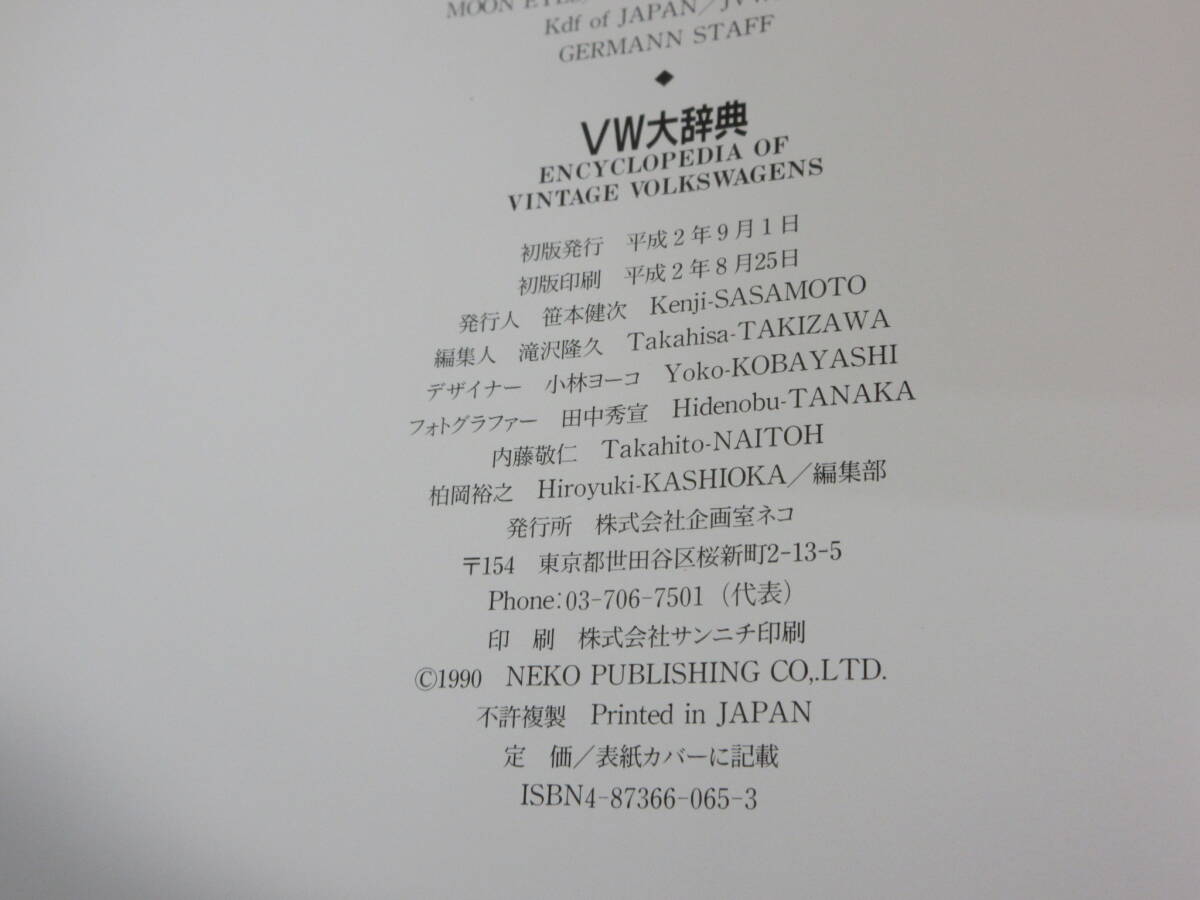 MOON EYES
Kdf of JAPAN／JVW
GERMANN STAFF
◆
VW大辞典
ENCYCLOPEDIA OF
VINTAGE VOLKSWAGENS
初版発行　平成2年9月1日
初版印刷　平成2年8月25日
発行人　笹本健次　Kenji-SASAMOTO
編集人　滝沢隆久　Takahisa-TAKIZAWA
デザイナー　小林ヨーコ　Yoko-KOBAYASHI
フォトグラファー　田中秀宣　Hidenobu-TANAKA
内藤敬仁　Takahito-NAITOH
柏岡裕之　Hiroyuki-KASHIOKA／編集部
発行所　株式会社企画室ネコ
〒154　東京都世田谷区桜新町2-13-5
Phone:03-706-7501（代表）
印　刷　株式会社サンニチ印刷
©1990　NEKO PUBLISHING CO,.LTD.
不許複製　Printed in JAPAN
定　価／表紙カバーに記載
ISBN4-87366-065-3